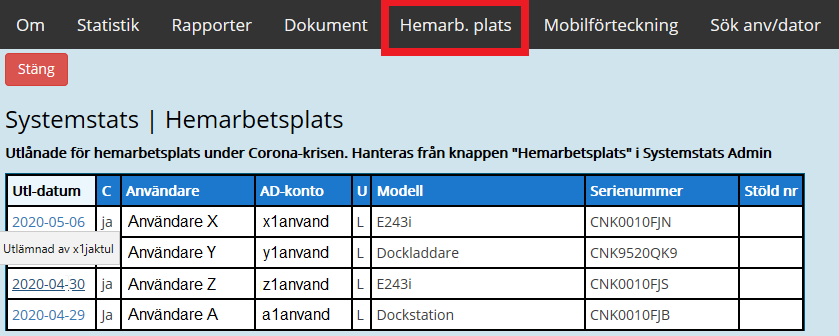 Om Statistik Rapporter Dokument Hemarb. plats Mobilförteckning Sök anv/dator
Stäng
Systemstats | Hemarbetsplats
Utlånade för hemarbetsplats under Corona-krisen. Hanteras från knappen "Hemarbetsplats" i Systemstats Admin
Utl-datum C Användare AD-konto U Modell Serienummer Stöld nr
2020-05-06 ja Användare X x1anvand L E243i CNK0010FJN
Utlämnad av x1jaktul Användare Y y1anvand L Dockladdare CNK9520QK9
2020-04-30 ja Användare Z z1anvand L E243i CNK0010FJS
2020-04-29 ja Användare A a1anvand L Dockstation CNK0010FJB